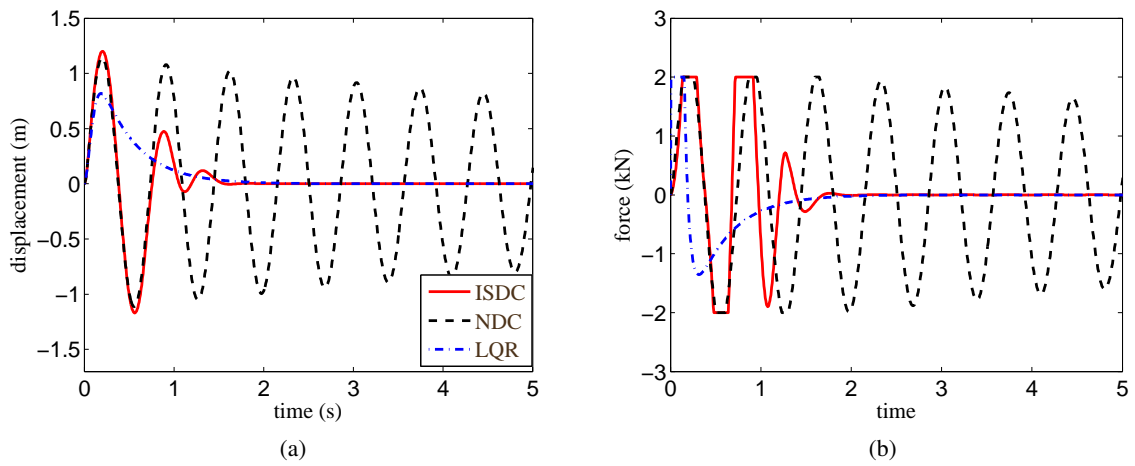 1.5
1
0.5
0
−0.5
−1
−1.5
displacement (m)
0 1 2 3 4 5
time (s)
ISDC
NDC
LQR
(a)
3
2
1
0
−1
−2
−3
force (kN)
0 1 2 3 4 5
time
(b)